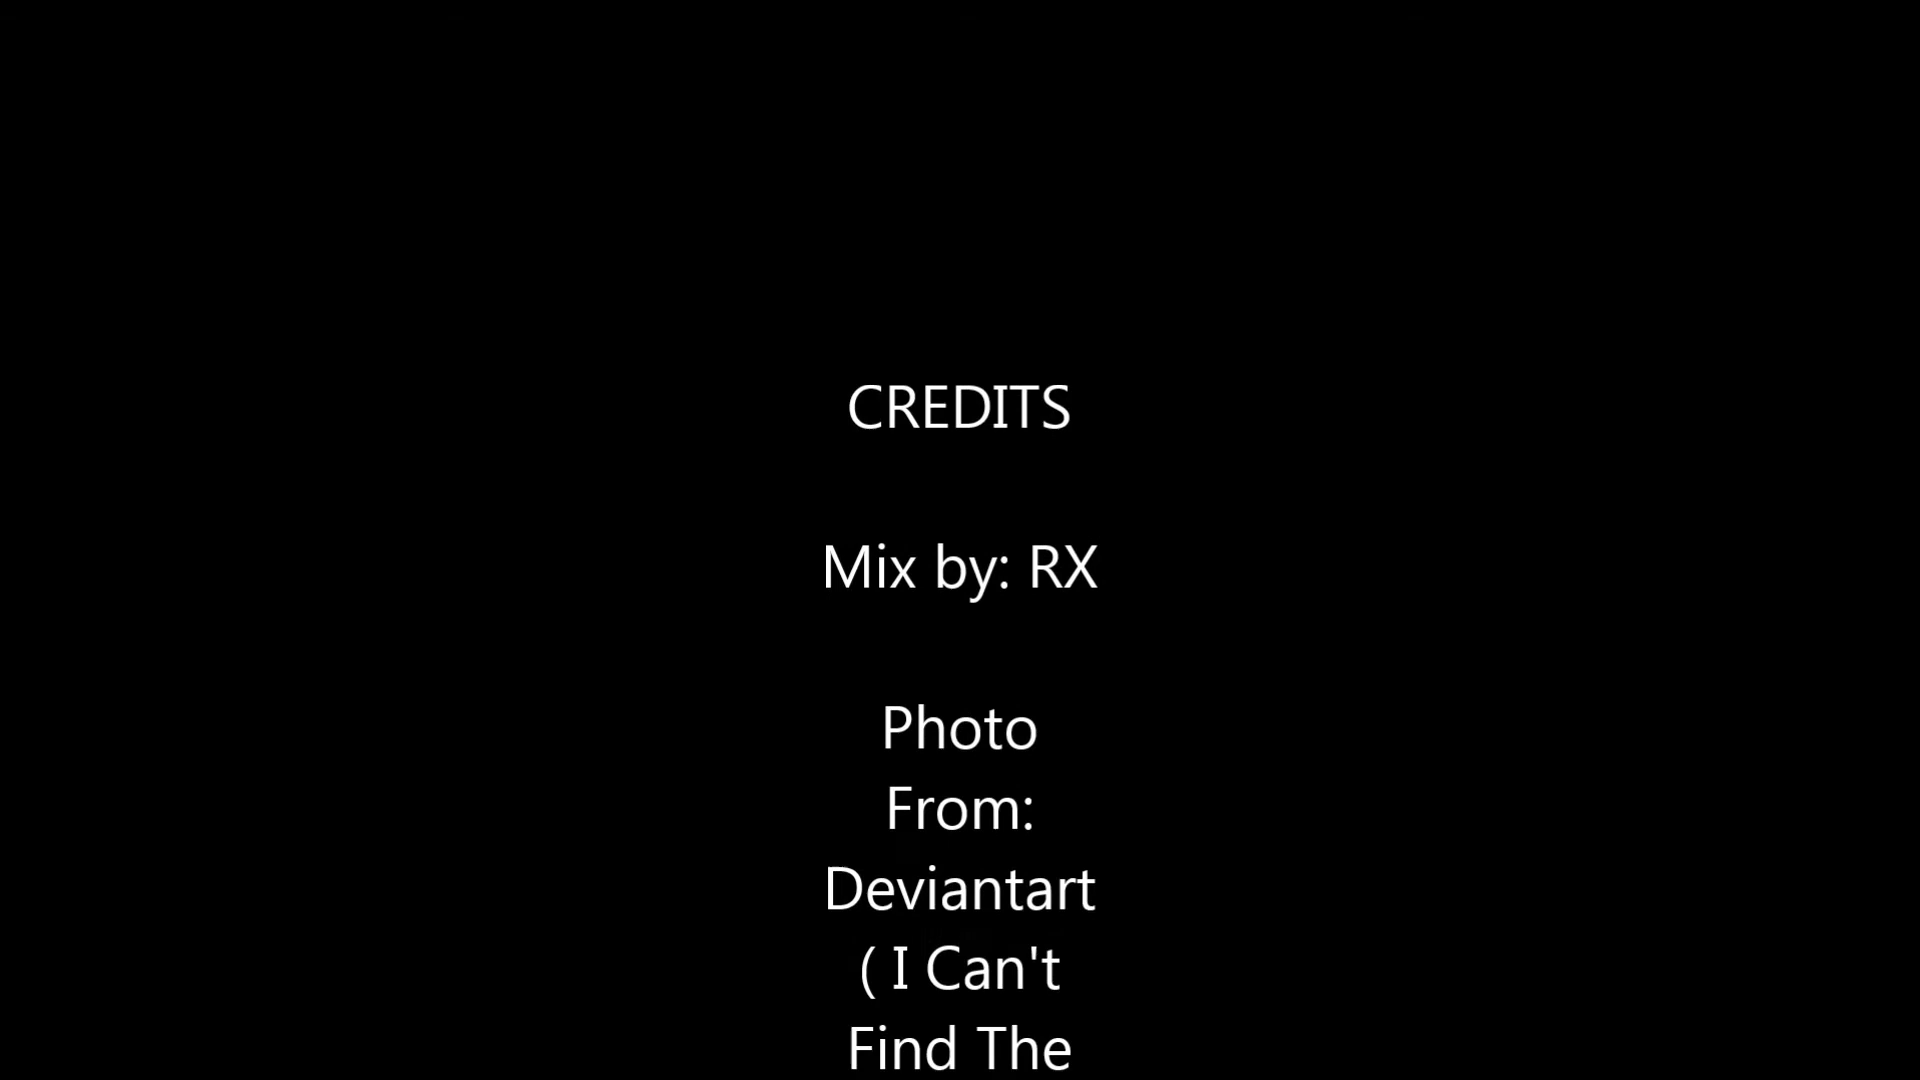 CREDITS
Mix by: RX
Photo
From:
Deviantart
( I Can't
Find The